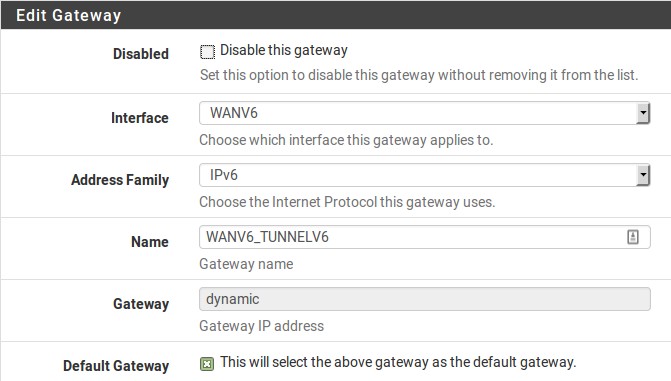 Edit Gateway
Disabled
Disable this gateway
Set this option to disable this gateway without removing it from the list.
Interface
WANV6
Choose which interface this gateway applies to.
Address Family
IPv6
Choose the Internet Protocol this gateway uses.
Name
WANV6_TUNNELV6
Gateway name
Gateway
dynamic
Gateway IP address
Default Gateway
This will select the above gateway as the default gateway.